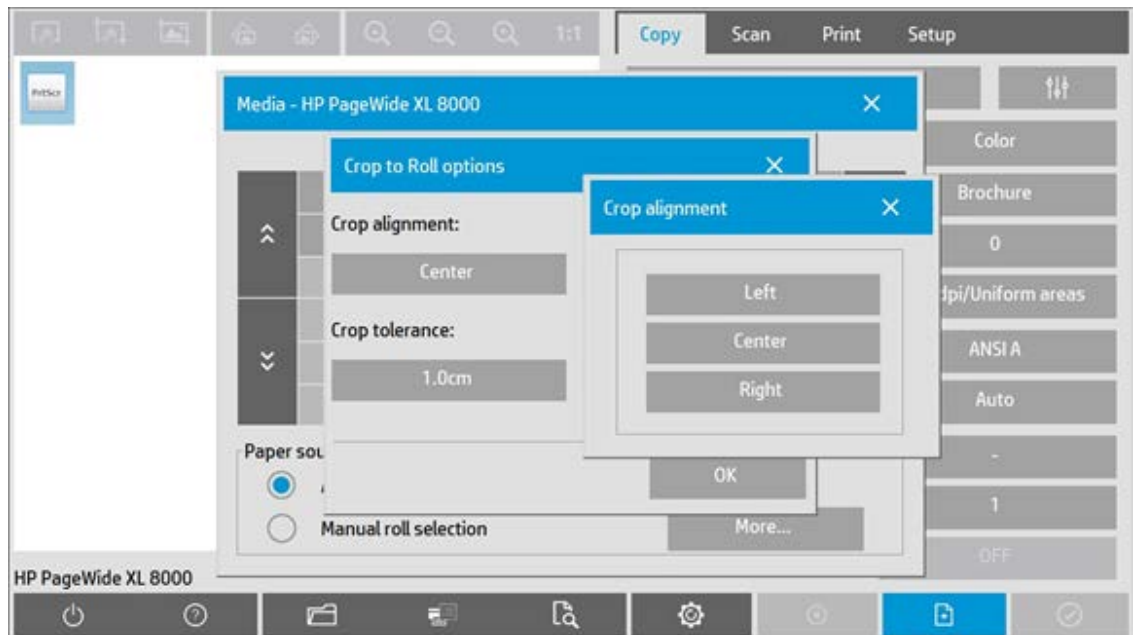 1:1
Copy Scan Print Setup
PrtScr
Media - HP PageWide XL 8000
Color
Crop to Roll options
Brochure
Crop alignment
Crop alignment:
0
Center
Left
dpi/Uniform areas
Crop tolerance:
Center
ANSI A
1.0cm
Right
Auto
Paper sou
-
OK
1
Manual roll selection
More...
OFF
HP PageWide XL 8000